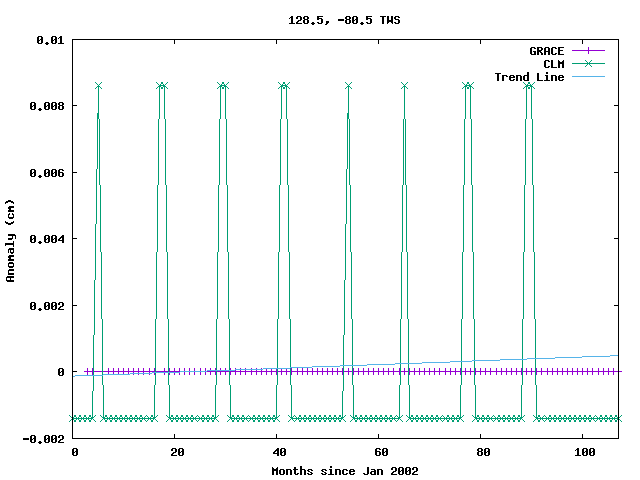 128.5, -80.5 TWS
0.01
0.008
0.006
0.004
0.002
0
-0.002
Anomaly (cm)
GRACE
CLM
Trend Line
0 20 40 60 80 100
Months since Jan 2002